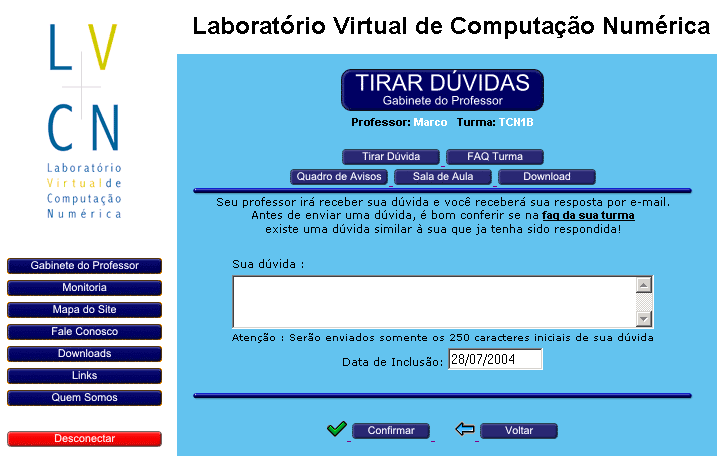 Laboratório Virtual de Computação Numérica
LV
CN
Laboratório
Virtual de
Computação
Numérica
Gabinete do Professor
Monitoria
Mapa do Site
Fale Conosco
Downloads
Links
Quem Somos
Desconectar
TIRAR DÚVIDAS
Gabinete do Professor
Professor: Marco Turma: TCN1B
Tirar Dúvida FAQ Turma
Quadro de Avisos Sala de Aula Download
Seu professor irá receber sua dúvida e você receberá sua resposta por e-mail.
Antes de enviar uma dúvida, é bom conferir se na faq da sua turma
existe uma dúvida similar à sua que ja tenha sido respondida!
Sua dúvida :
Atenção : Serão enviados somente os 250 caracteres iniciais de sua dúvida
Data de Inclusão: 28/07/2004
Confirmar Voltar